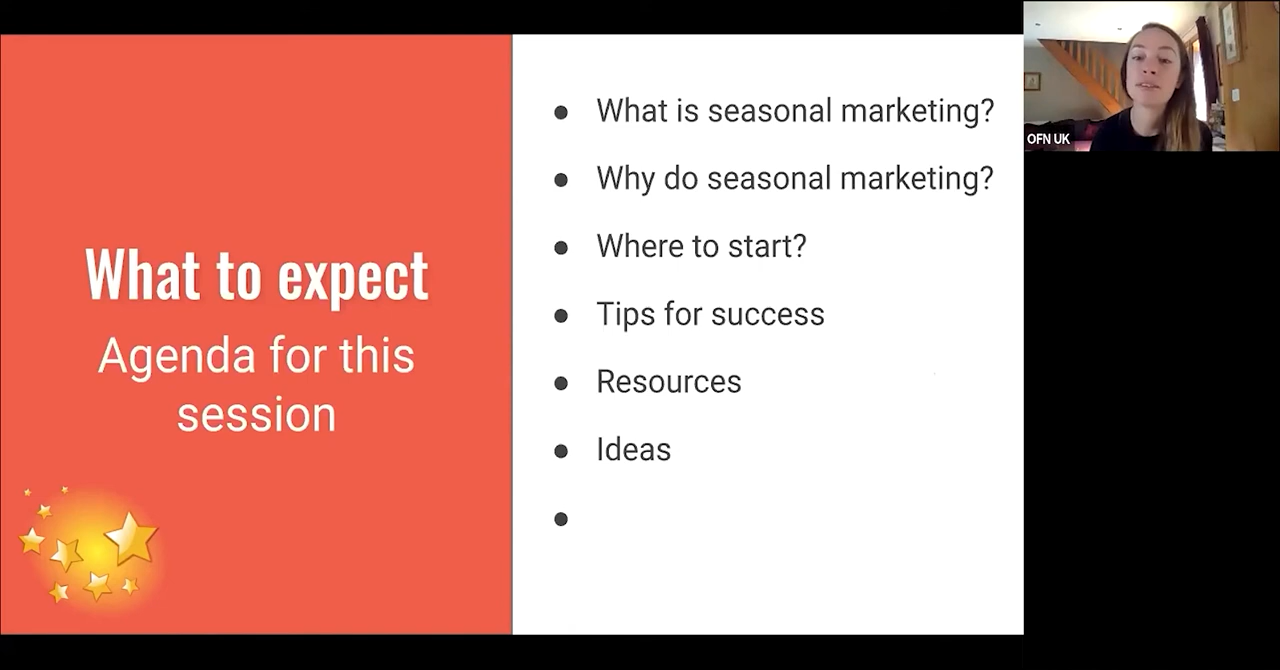 What to expect
Agenda for this
session
What is seasonal marketing?
Why do seasonal marketing?
Where to start?
Tips for success
Resources
Ideas
OFN UK